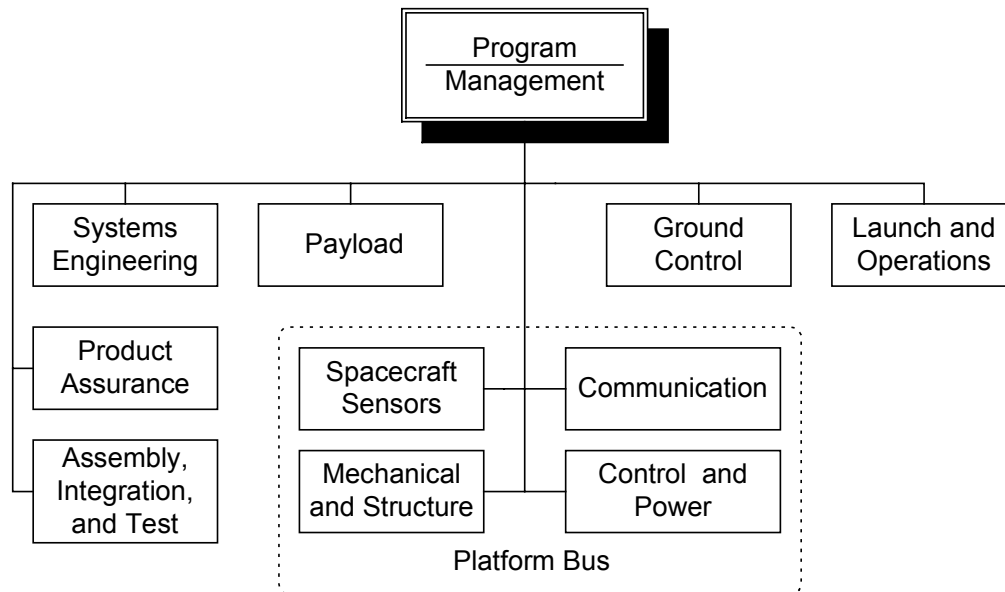 Program
Management
Systems
Engineering
Payload
Ground
Control
Launch and
Operations
Product
Assurance
Spacecraft
Sensors
Communication
Assembly,
Integration,
and Test
Mechanical
and Structure
Control and
Power
Platform Bus